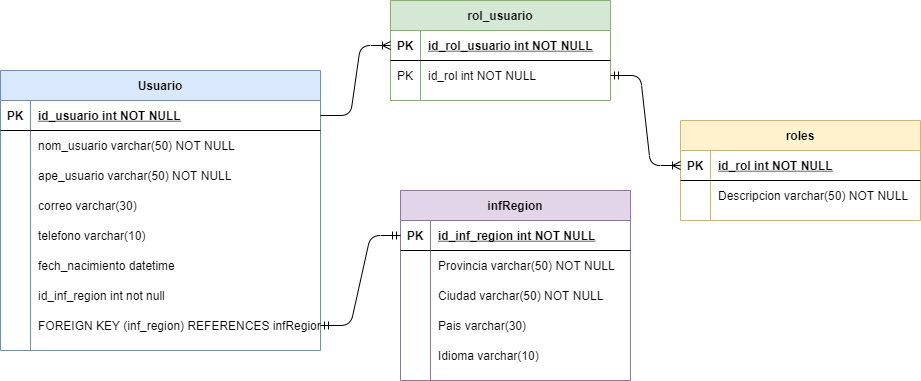 rol_usuario
PK id_rol_usuario int NOT NULL
PK id_rol int NOT NULL
Usuario
PK id_usuario int NOT NULL
nom_usuario varchar(50) NOT NULL
ape_usuario varchar(50) NOT NULL
correo varchar(30)
telefono varchar(10)
fech_nacimiento datetime
id_inf_region int not null
FOREIGN KEY (inf_region) REFERENCES infRegion
roles
PK id_rol int NOT NULL
Descripcion varchar(50) NOT NULL
infRegion
PK id_inf_region int NOT NULL
Provincia varchar(50) NOT NULL
Ciudad varchar(50) NOT NULL
Pais varchar(30)
Idioma varchar(10)